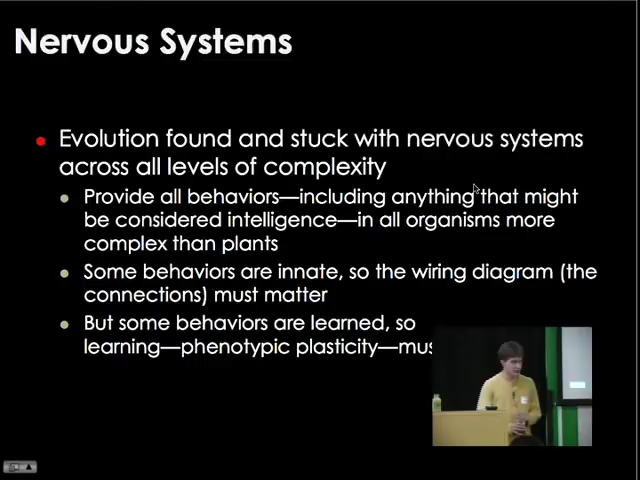 Nervous Systems
Evolution found and stuck with nervous systems
across all levels of complexity
Provide all behaviors—including anything that might
be considered intelligence—in all organisms more
complex than plants
Some behaviors are innate, so the wiring diagram (the
connections) must matter
But some behaviors are learned, so
learning—phenotypic plasticity—